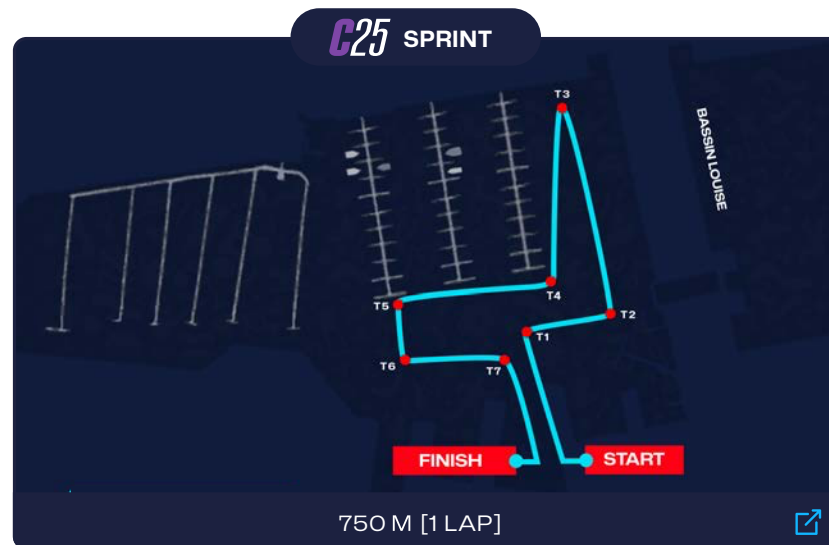 C25 SPRINT
T3
BASSIN LOUISE
T4
T5
T2
T1
T6
T7
FINISH
START
750 M [1 LAP]